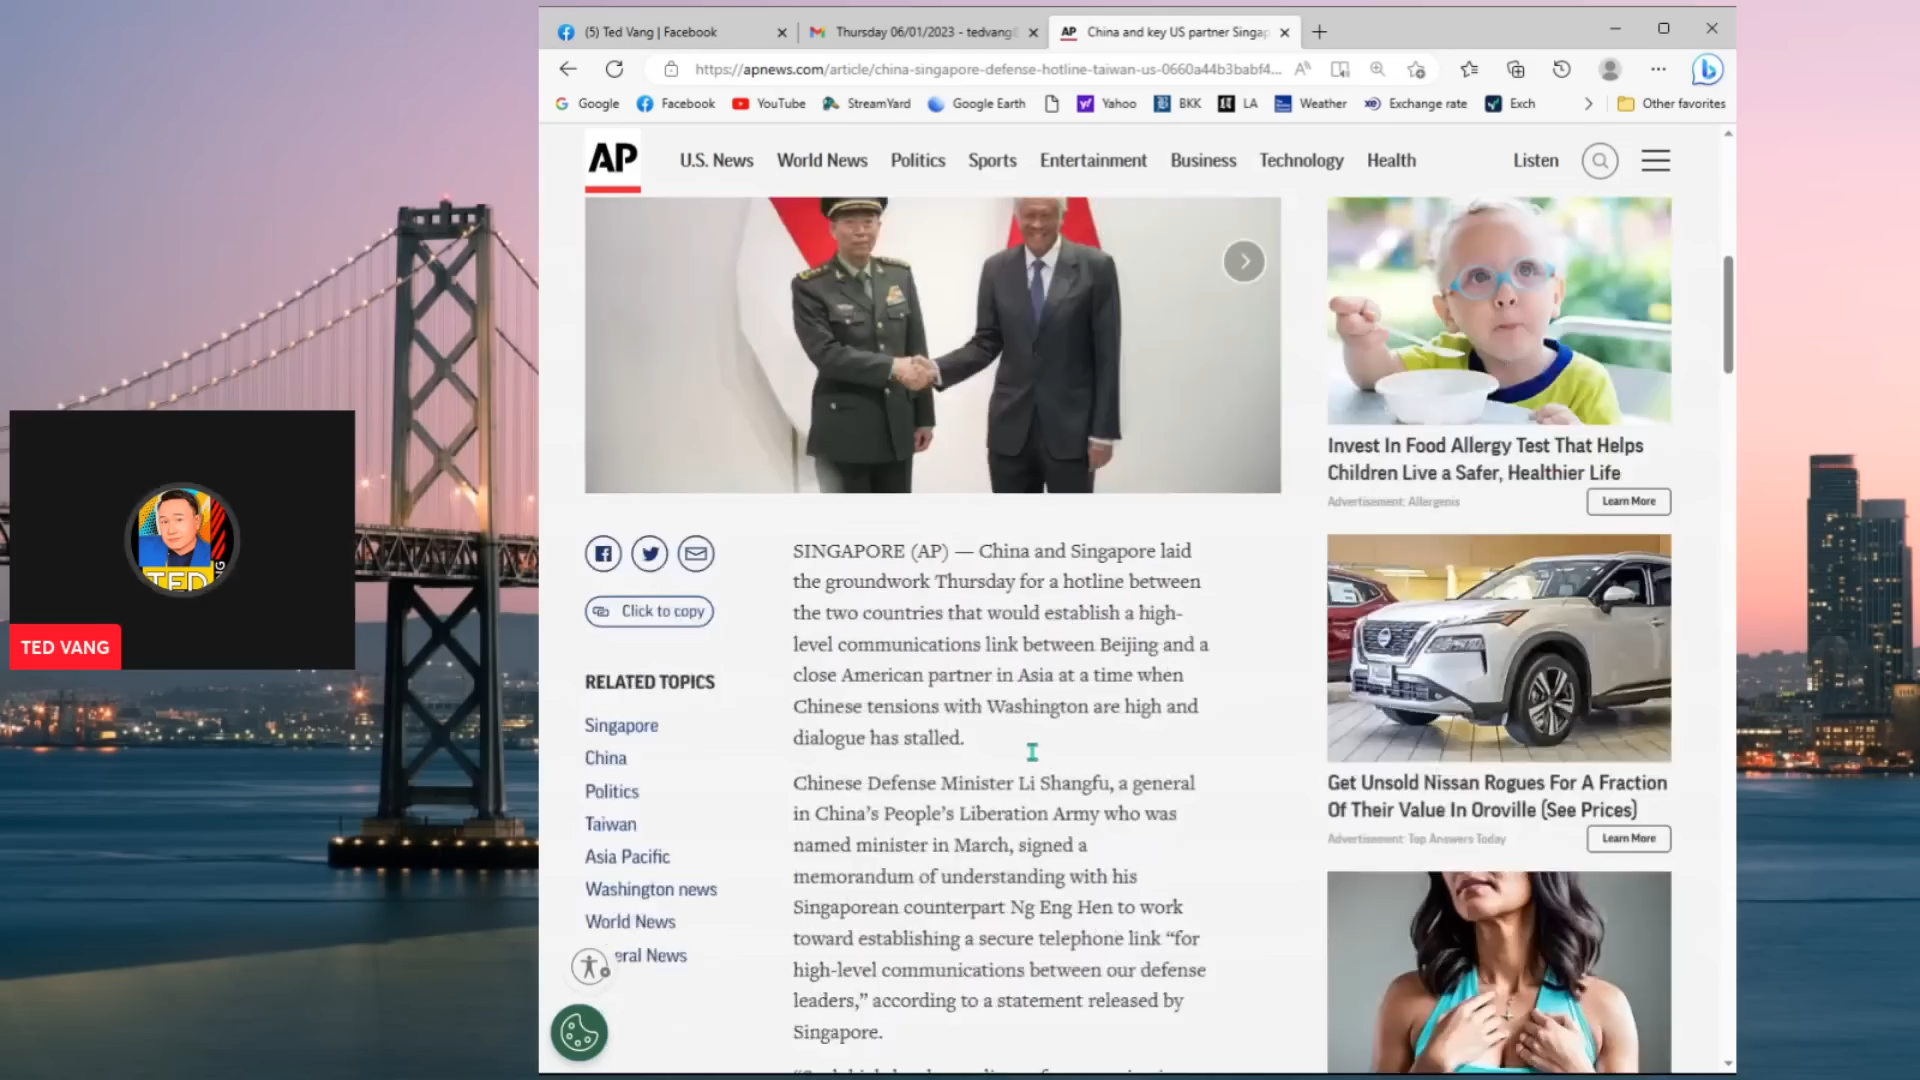 (5) Ted Vang | Facebook
Thursday 06/01/2023 - tedvang
AP China and key US partner Singap
https://apnews.com/article/china-singapore-defense-hotline-taiwan-us-0660a44b3babf4...
Google
Facebook
YouTube
StreamYard
Google Earth
Yahoo
BKK
LA
Weather
Exchange rate
Exch
Other favorites
AP
U.S. News
World News
Politics
Sports
Entertainment
Business
Technology
Health
Listen
Invest In Food Allergy Test That Helps
Children Live a Safer, Healthier Life
Advertisement: Allergenis
Learn More
Click to copy
RELATED TOPICS
Singapore
China
Politics
Taiwan
Asia Pacific
Washington news
World News
eral News
SINGAPORE (AP) — China and Singapore laid
the groundwork Thursday for a hotline between
the two countries that would establish a high-
level communications link between Beijing and a
close American partner in Asia at a time when
Chinese tensions with Washington are high and
dialogue has stalled.
Chinese Defense Minister Li Shangfu, a general
in China's People's Liberation Army who was
named minister in March, signed a
memorandum of understanding with his
Singaporean counterpart Ng Eng Hen to work
toward establishing a secure telephone link “for
high-level communications between our defense
leaders,” according to a statement released by
Singapore.
Get Unsold Nissan Rogues For A Fraction
Of Their Value In Oroville (See Prices)
Advertisement: Top Answers Today
Learn More
TED
TED VANG